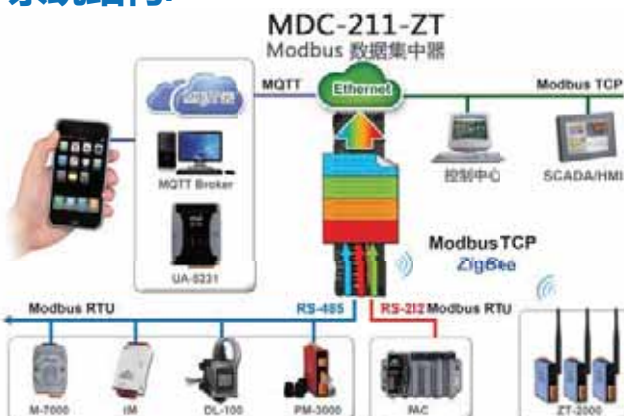 MDC-211-ZT
Modbus 数据集中器
MQTT
Ethernet
Modbus TCP
MQTT Broker
控制中心
SCADA/HMI
UA-5231
Modbus TCP
ZigBee
Modbus RTU
RS-485
RS-212 Modbus RTU
M-7000
IM
DL-100
PM-3000
PAC
ZT-2000